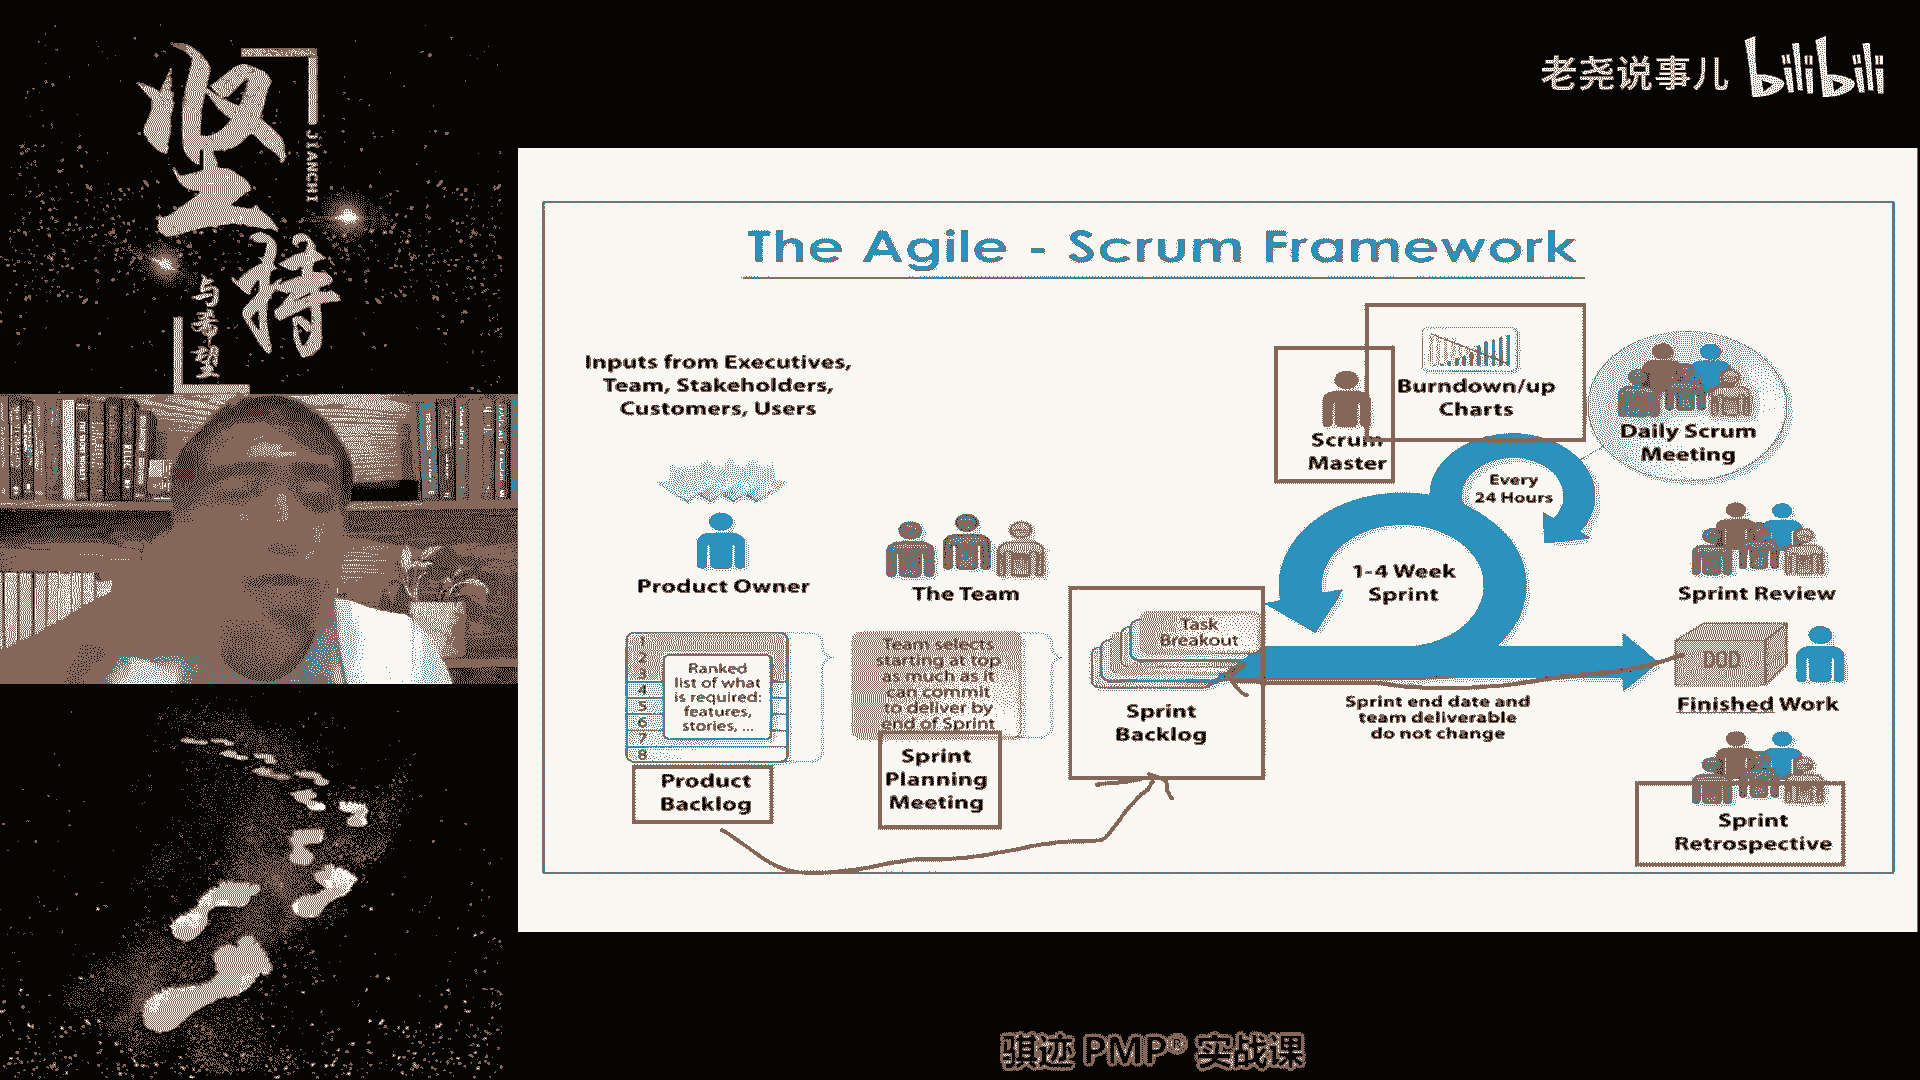 坚持
JIANCHI
与希望
老尧说事儿 bilibili
The Agile - Scrum Framework
Inputs from Executives,
Team, Stakeholders,
Customers, Users
Product Owner
The Team
1
2
3
4
5
6
7
8
Ranked
list of what
is required:
features,
stories, ...
Product
Backlog
Team selects
starting at top
as much as it
can commit
to deliver by
end of Sprint
Sprint
Planning
Meeting
Task
Breakout
Sprint
Backlog
Scrum
Master
Burndown/up
Charts
Every
24 Hours
1-4 Week
Sprint
Daily Scrum
Meeting
Sprint Review
DOD
Finished Work
Sprint end date and
team deliverable
do not change
Sprint
Retrospective
骐迹 PMP® 实战课